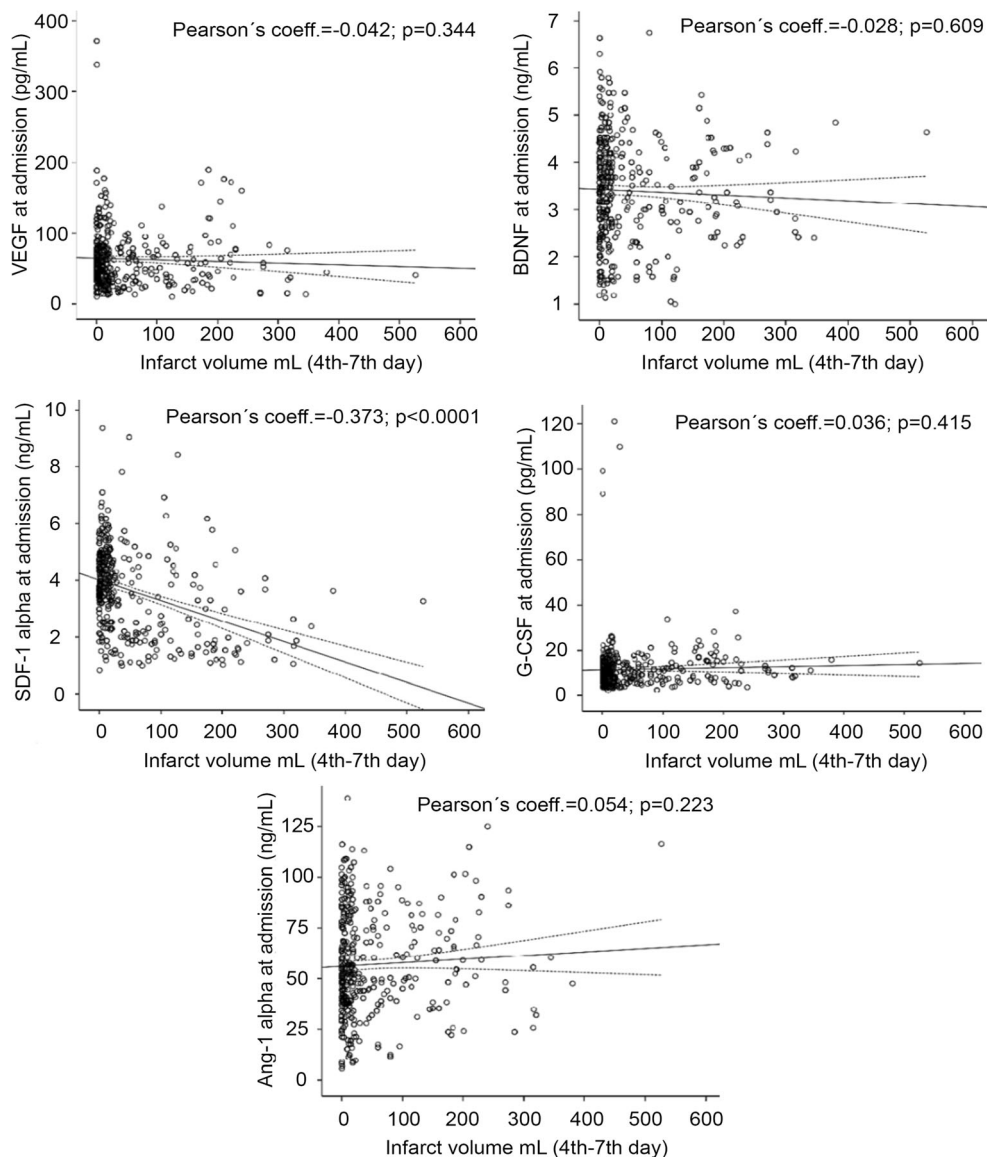 Pearson´s coeff.=-0.042; p=0.344
VEGF at admission (pg/mL)
400
300
200
100
0
0 100 200 300 400 500 600
Infarct volume mL (4th-7th day)
Pearson´s coeff.=-0.028; p=0.609
BDNF at admission (ng/mL)
7
6
5
4
3
2
1
0 100 200 300 400 500 600
Infarct volume mL (4th-7th day)
Pearson´s coeff.=-0.373; p<0.0001
SDF-1 alpha at admission (ng/mL)
10
8
6
4
2
0
0 100 200 300 400 500 600
Infarct volume mL (4th-7th day)
Pearson´s coeff.=0.036; p=0.415
G-CSF at admission (pg/mL)
120
100
80
60
40
20
0
0 100 200 300 400 500 600
Infarct volume mL (4th-7th day)
Pearson´s coeff.=0.054; p=0.223
Ang-1 alpha at admission (ng/mL)
125
100
75
50
25
0
0 100 200 300 400 500 600
Infarct volume mL (4th-7th day)